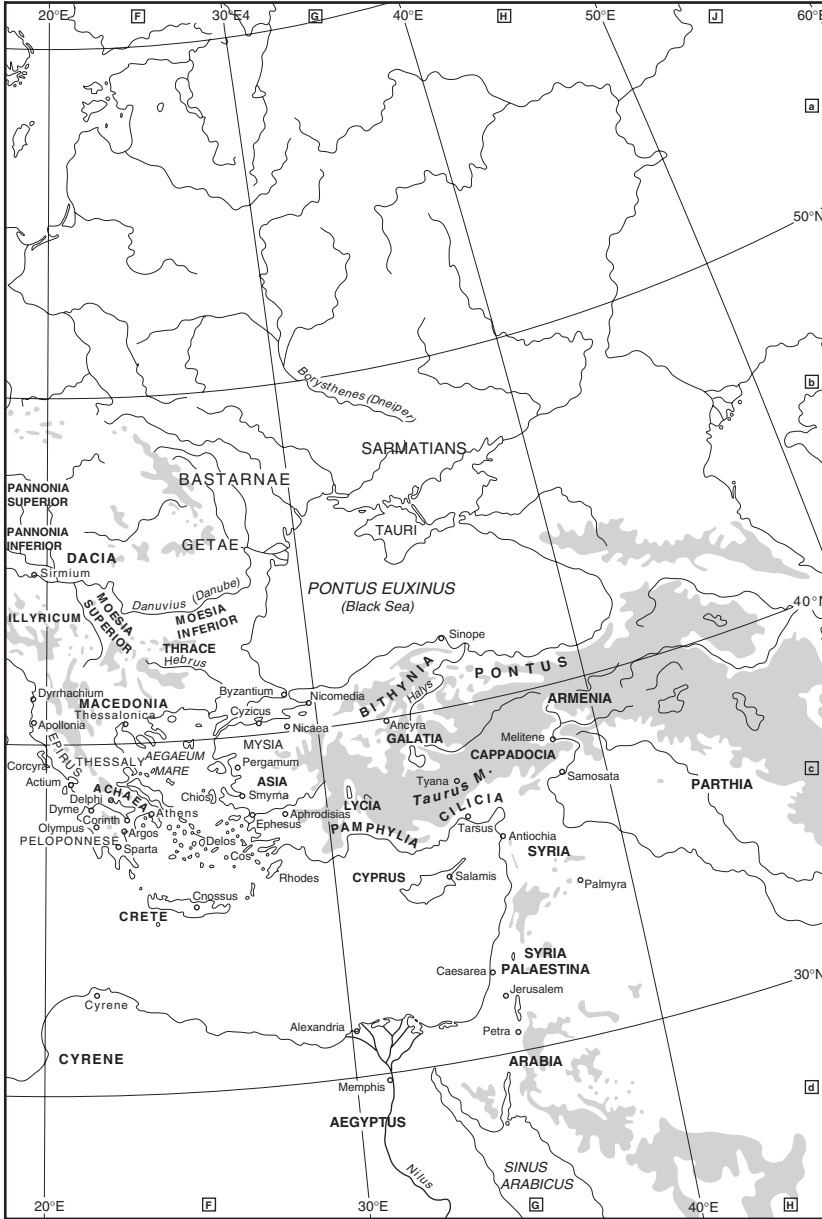 20°E
F
30°E4
G
40°E
H
50°E
J
60°E
a
50°N
b
Borysthenes (Dneiper)
SARMATIANS
BASTARNAE
PANNONIA
SUPERIOR
TAURI
PANNONIA
INFERIOR
GETAE
DACIA
Sirmium
PONTUS EUXINUS
(Black Sea)
Danuvius (Danube)
40°N
ILLYRICUM
MOESIA
SUPERIOR
MOESIA
INFERIOR
THRACE
Hebrus
Sinope
BITHYNIA
Halys
PONTUS
Dyrrhachium
MACEDONIA
Byzantium
Nicomedia
ARMENIA
Thessalonica
Cyzicus
Apollonia
Nicaea
Ancyra
GALATIA
Melitene
EPIRUS
MYSIA
CAPPADOCIA
Corcyra
THESSALY
AEGAEUM
MARE
Pergamum
Samosata
c
Actium
ASIA
Tyana
Taurus M.
PARTHIA
ACHAEA
Delphi
Chios
Smyrna
LYCIA
CILICIA
Dyme
Corinth
Athens
Ephesus
Aphrodisias
Olympus
Argos
PAMPHYLIA
Tarsus
PELOPONNESE
Delos
Antiochia
Sparta
Cos
SYRIA
Rhodes
CYPRUS
Salamis
Palmyra
Cnossus
CRETE
SYRIA
PALAESTINA
Caesarea
30°N
Jerusalem
Cyrene
Alexandria
Petra
CYRENE
ARABIA
Memphis
d
AEGYPTUS
Nilus
SINUS
ARABICUS
20°E
F
30°E
G
40°E
H